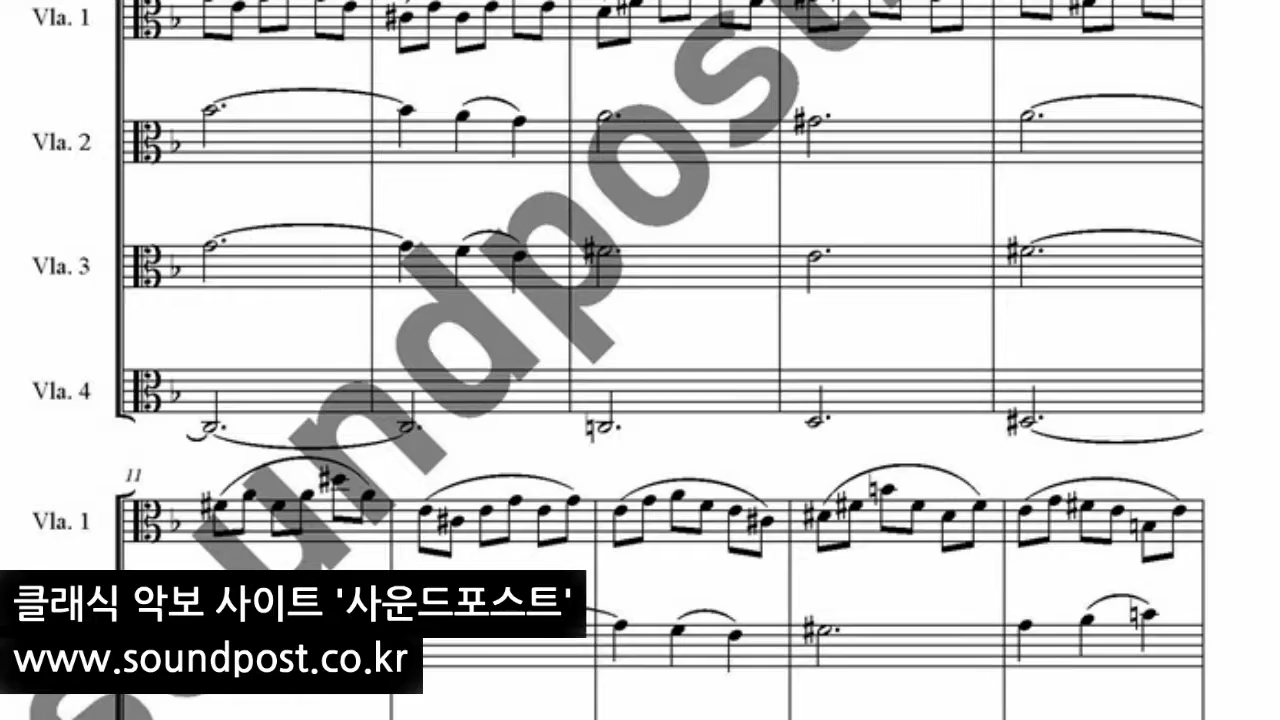 Vla. 1
Vla. 2
Vla. 3
Vla. 4
11
Vla. 1
클래식 악보 사이트 '사운드포스트'
www.soundpost.co.kr
undpost.